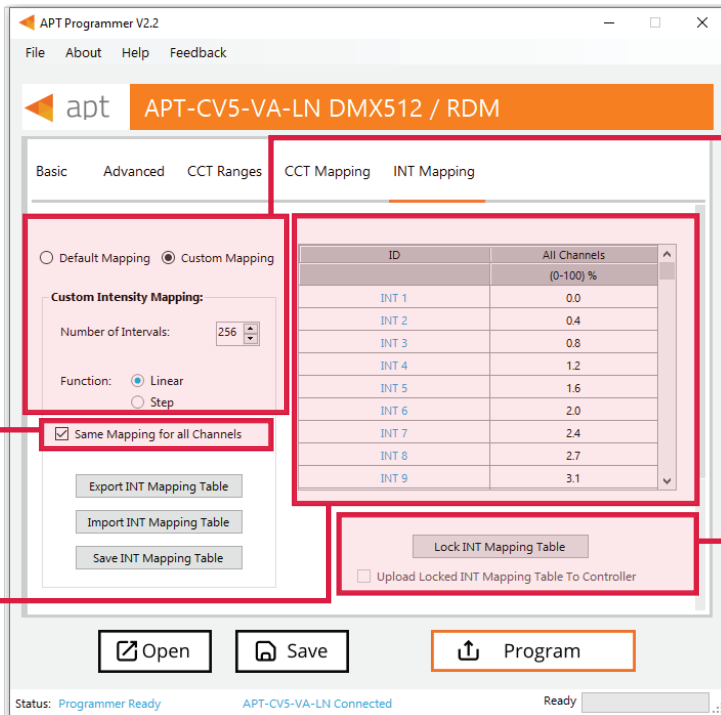 APT Programmer V2.2
File About Help Feedback
apt APT-CV5-VA-LN DMX512 / RDM
Basic Advanced CCT Ranges CCT Mapping INT Mapping
Default Mapping Custom Mapping
Custom Intensity Mapping:
Number of Intervals: 256
Function: Linear
Step
Same Mapping for all Channels
Export INT Mapping Table
Import INT Mapping Table
Save INT Mapping Table
ID All Channels
(0-100) %
INT 1 0.0
INT 2 0.4
INT 3 0.8
INT 4 1.2
INT 5 1.6
INT 6 2.0
INT 7 2.4
INT 8 2.7
INT 9 3.1
Lock INT Mapping Table
Upload Locked INT Mapping Table To Controller
Open Save Program
Status: Programmer Ready APT-CV5-VA-LN Connected Ready